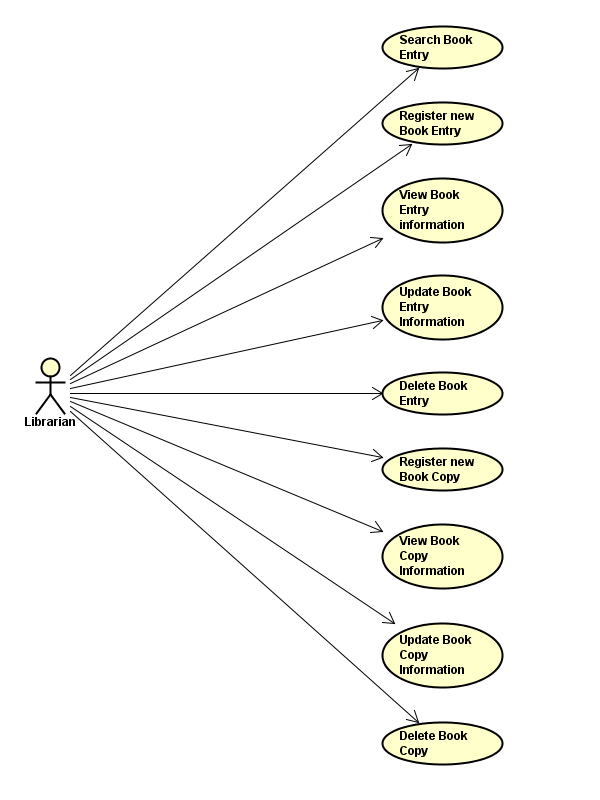 Search Book
Entry
Register new
Book Entry
View Book
Entry
information
Update Book
Entry
Information
Delete Book
Entry
Librarian
Register new
Book Copy
View Book
Copy
Information
Update Book
Copy
Information
Delete Book
Copy